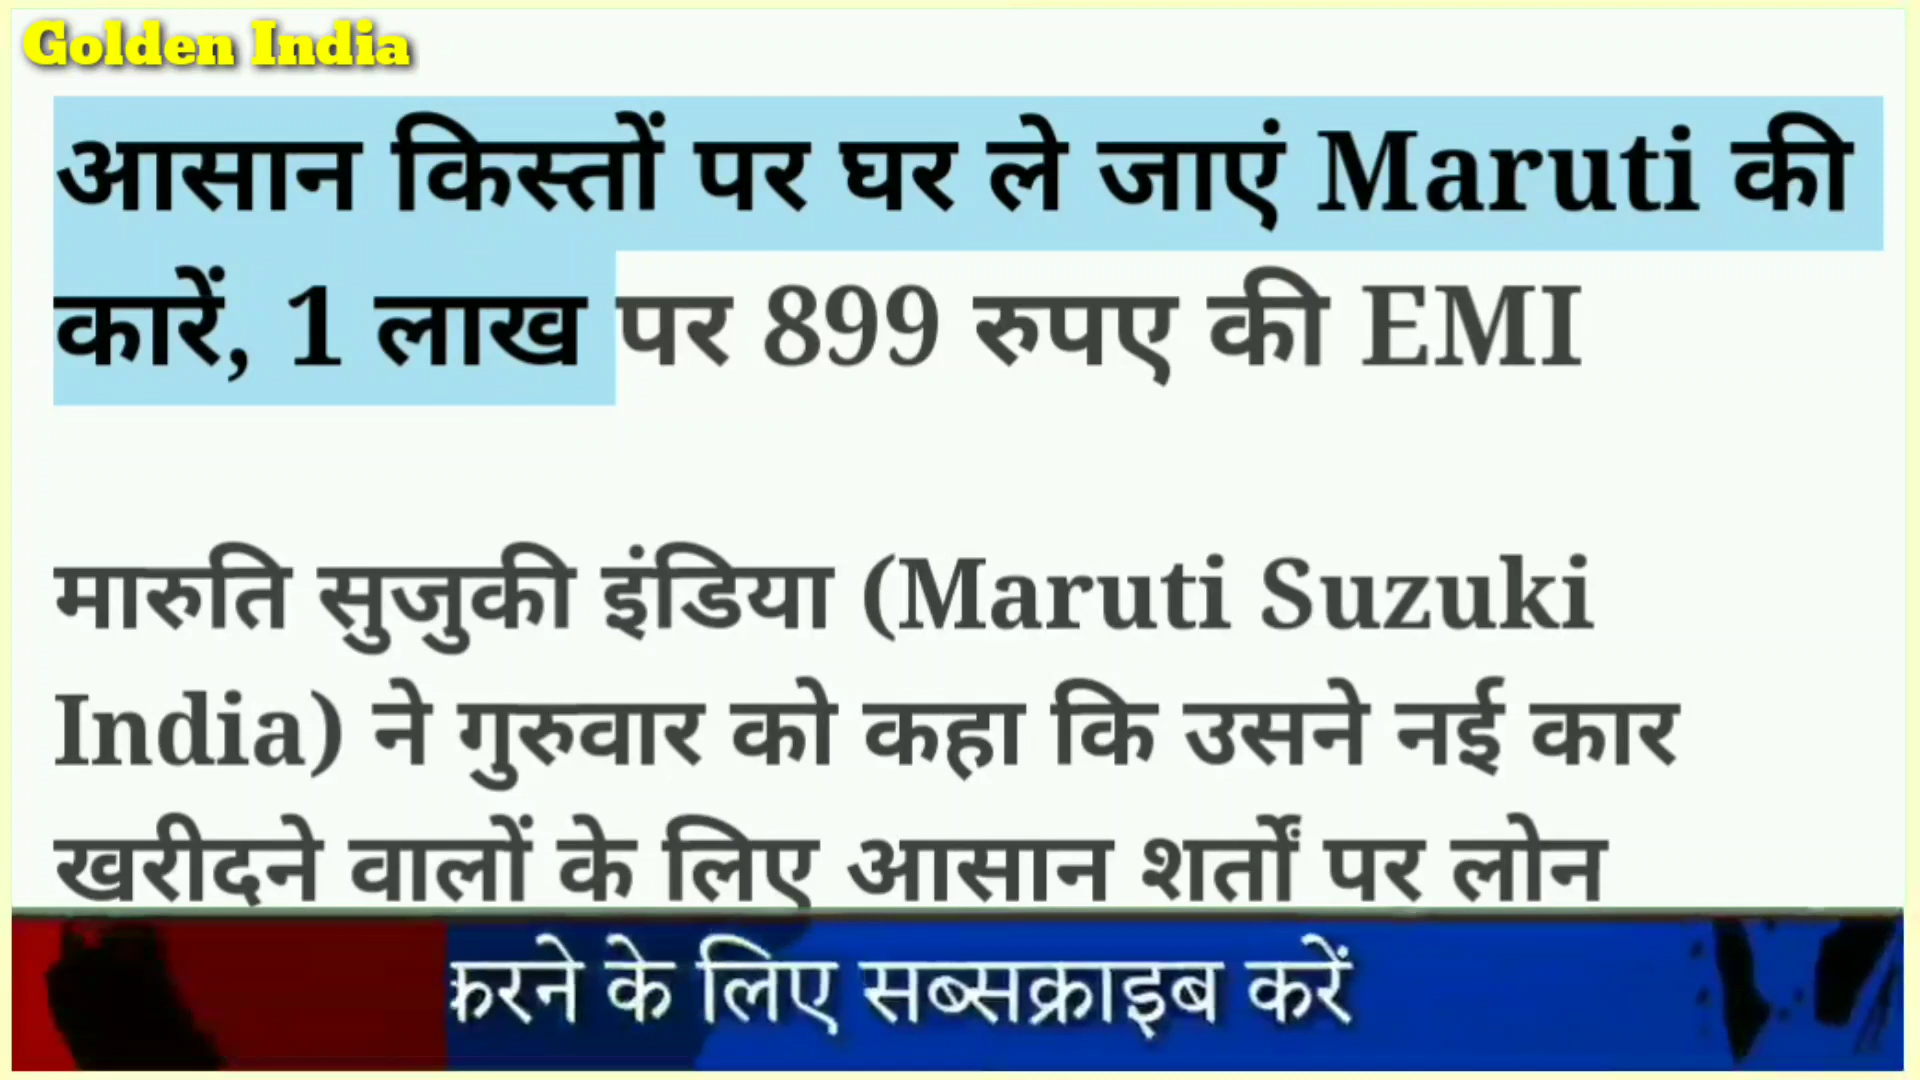 Golden India
आसान किस्तों पर घर ले जाएं Maruti की
कारें, 1 लाख पर 899 रुपए की EMI
मारुति सुजुकी इंडिया (Maruti Suzuki
India) ने गुरुवार को कहा कि उसने नई कार
खरीदने वालों के लिए आसान शर्तों पर लोन
करने के लिए सब्सक्राइब करें